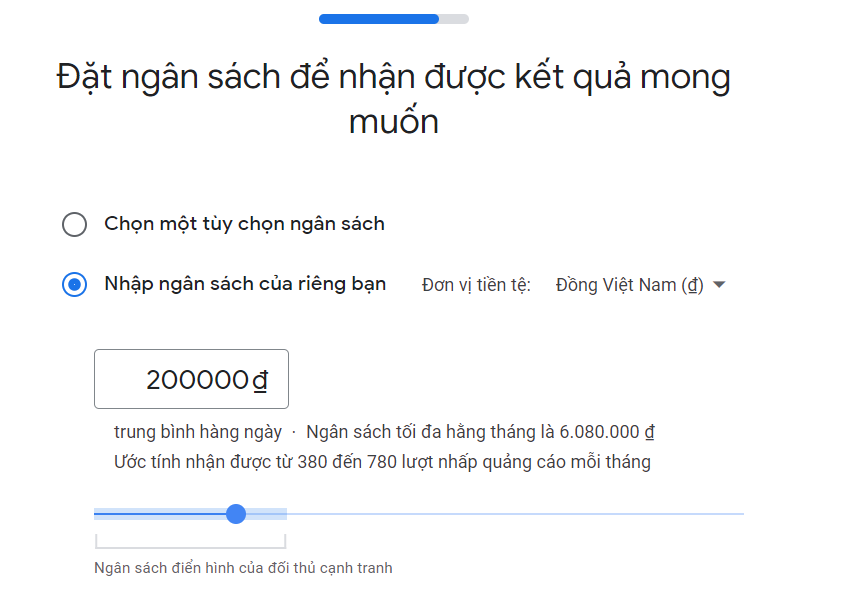 Đặt ngân sách để nhận được kết quả mong
muốn
Chọn một tùy chọn ngân sách
Nhập ngân sách của riêng bạn Đơn vị tiền tệ: Đồng Việt Nam (₫)
200000₫
trung bình hàng ngày · Ngân sách tối đa hằng tháng là 6.080.000 ₫
Ước tính nhận được từ 380 đến 780 lượt nhấp quảng cáo mỗi tháng
Ngân sách điển hình của đối thủ cạnh tranh